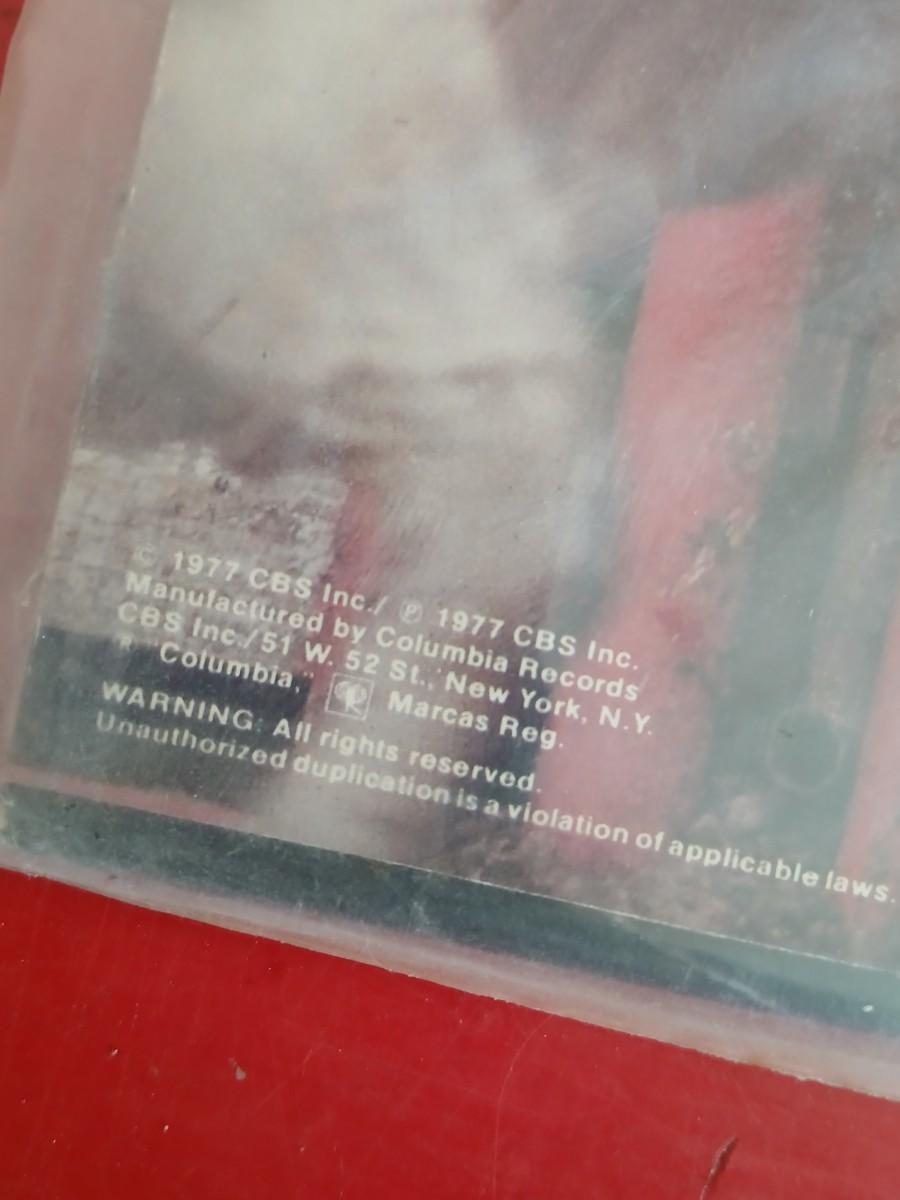 © 1977 CBS Inc./ ℗ 1977 CBS Inc.
Manufactured by Columbia Records
CBS Inc./51 W. 52 St., New York, N.Y.
"Columbia," Marcas Reg.
WARNING: All rights reserved.
Unauthorized duplication is a violation of applicable laws.